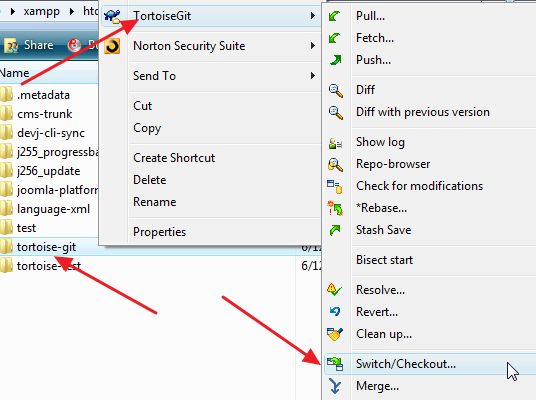 xampp
hto
Share
Name
.metadata
cms-trunk
devj-cli-sync
j255_progressba
j256_update
joomla-platform
language-xml
test
tortoise-git
tortoise-test
6/12
6/12
TortoiseGit
Norton Security Suite
Send To
Cut
Copy
Create Shortcut
Delete
Rename
Properties
Pull...
Fetch...
Push...
Diff
Diff with previous version
Show log
Repo-browser
Check for modifications
*Rebase...
Stash Save
Bisect start
Resolve...
Revert...
Clean up...
Switch/Checkout...
Merge...